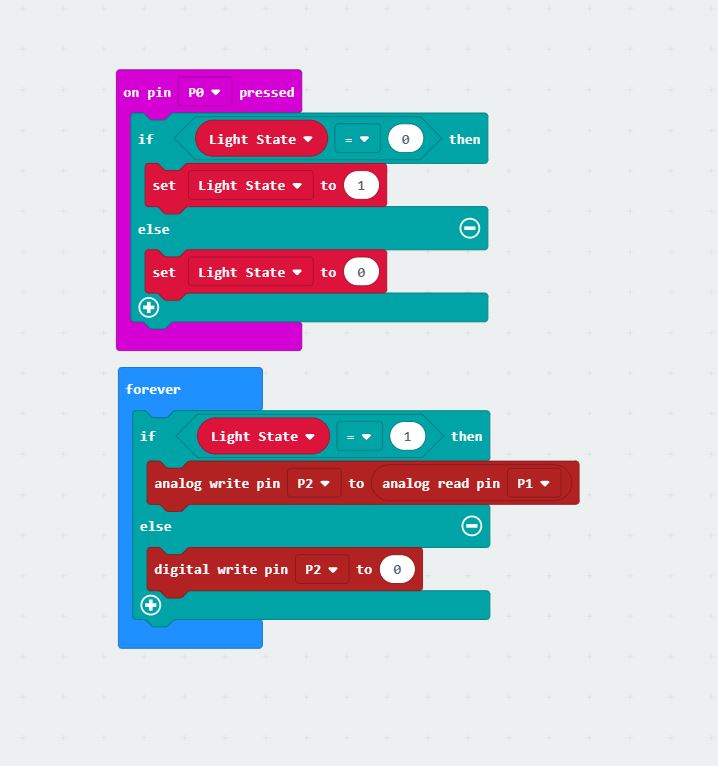 on pin P0 pressed
if Light State = 0 then
set Light State to 1
else
set Light State to 0
forever
if Light State = 1 then
analog write pin P2 to analog read pin P1
else
digital write pin P2 to 0